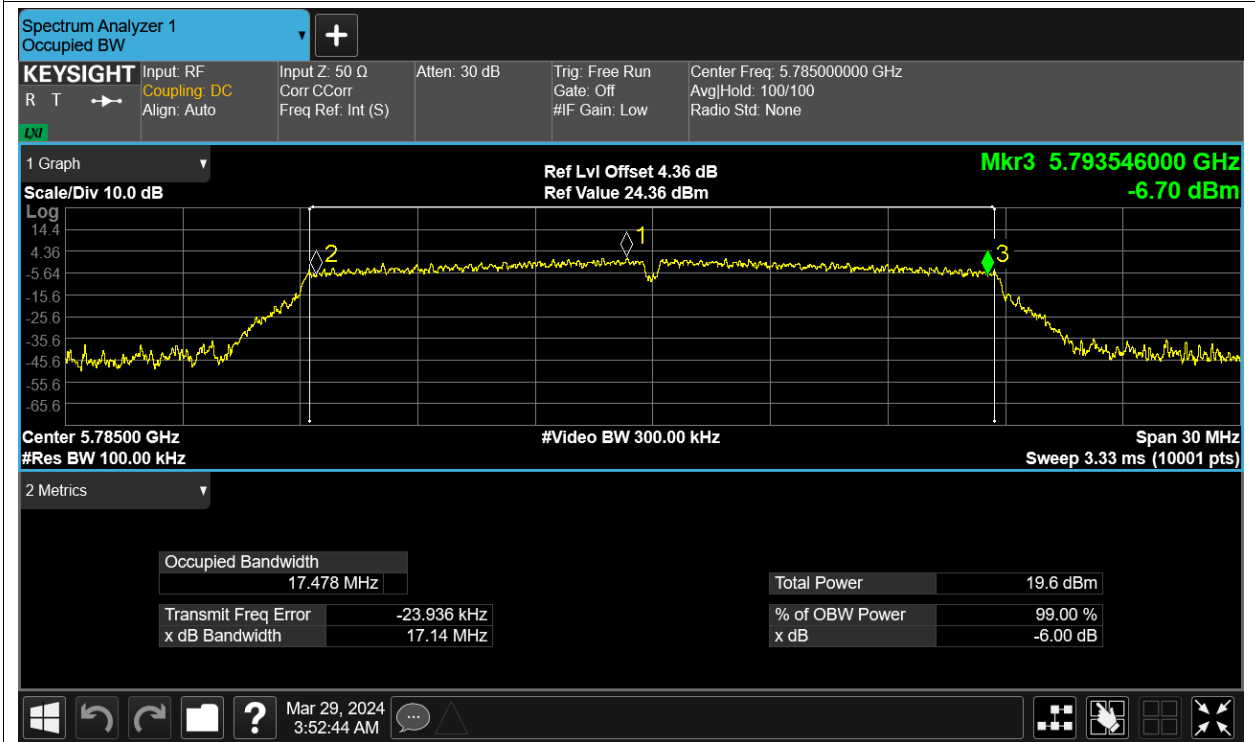 Spectrum Analyzer 1
Occupied BW
KEYSIGHT
R T
LXI
Input: RF
Coupling: DC
Align: Auto
Input Z: 50 Ω
Corr CCorr
Freq Ref: Int (S)
Atten: 30 dB
Trig: Free Run
Gate: Off
#IF Gain: Low
Center Freq: 5.785000000 GHz
Avg|Hold: 100/100
Radio Std: None
1 Graph
Scale/Div 10.0 dB
Ref Lvl Offset 4.36 dB
Ref Value 24.36 dBm
Mkr3 5.793546000 GHz
-6.70 dBm
Log
14.4
4.36
-5.64
-15.6
-25.6
-35.6
-45.6
-55.6
-65.6
2
1
3
Center 5.78500 GHz
#Video BW 300.00 kHz
Span 30 MHz
#Res BW 100.00 kHz
Sweep 3.33 ms (10001 pts)
2 Metrics
Occupied Bandwidth
17.478 MHz
Transmit Freq Error -23.936 kHz
x dB Bandwidth 17.14 MHz
Total Power 19.6 dBm
% of OBW Power 99.00 %
x dB -6.00 dB
?
Mar 29, 2024
3:52:44 AM